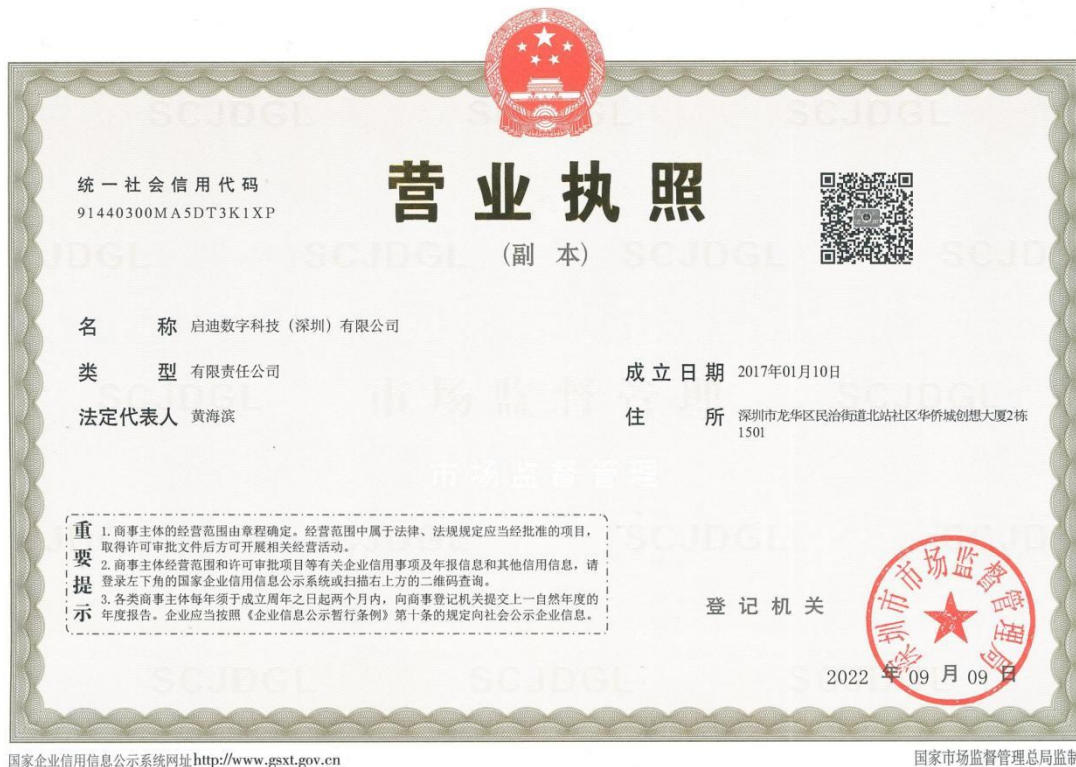 统一社会信用代码
91440300MA5DT3K1XP
营业执照
(副 本)
名 称 启迪数字科技（深圳）有限公司
类 型 有限责任公司
法定代表人 黄海滨
成立日期 2017年01月10日
住 所 深圳市龙华区民治街道北站社区华侨城创想大厦2栋
1501
重要提示
1. 商事主体的经营范围由章程确定。经营范围中属于法律、法规规定应当经批准的项目，
取得许可审批文件后方可开展相关经营活动。
2. 商事主体经营范围和许可审批项目等有关企业信用事项及年报信息和其他信用信息，请
登录左下角的国家企业信用信息公示系统或扫描右上方的二维码查询。
3. 各类商事主体每年须于成立周年之日起两个月内，向商事登记机关提交上一自然年度的
年度报告。企业应当按照《企业信息公示暂行条例》第十条的规定向社会公示企业信息。
登记机关
深圳市市场监督管理局
2022 年 09 月 09 日
国家企业信用信息公示系统网址http://www.gsxt.gov.cn
国家市场监督管理总局监制
SCJDGL
市场监督管理